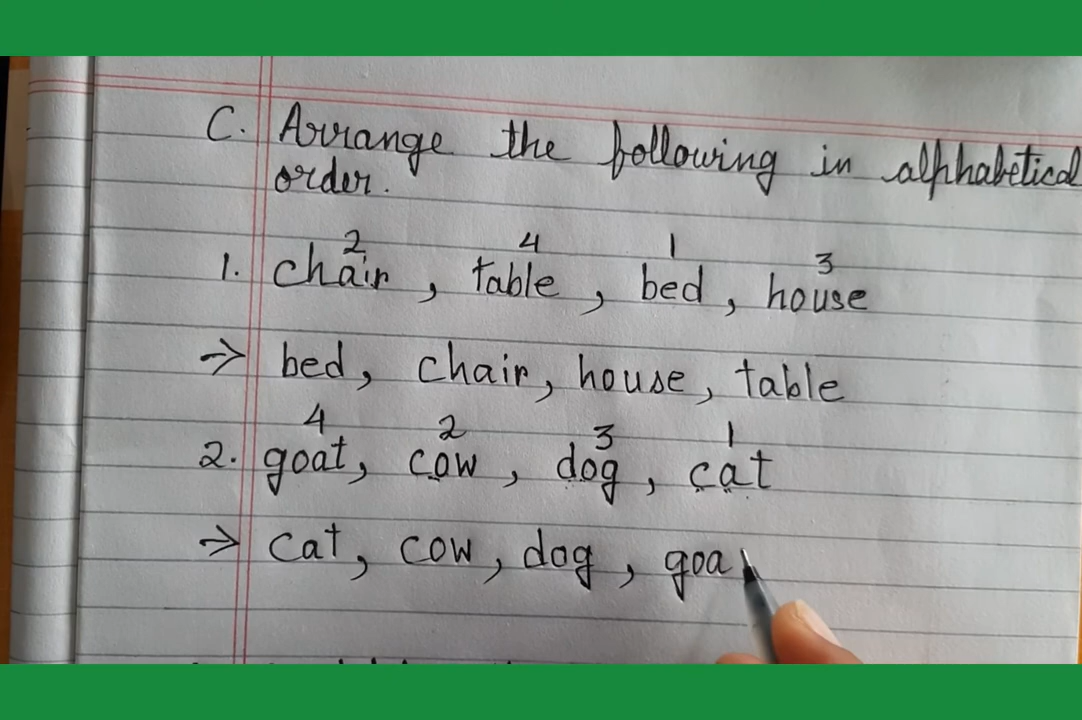 C. Arrange the following in alphabetical
order.
2 4 1 3
1. chair, table, bed, house
→ bed, chair, house, table
4 2 3 1
2. goat, cow, dog, cat
→ cat, cow, dog, goa